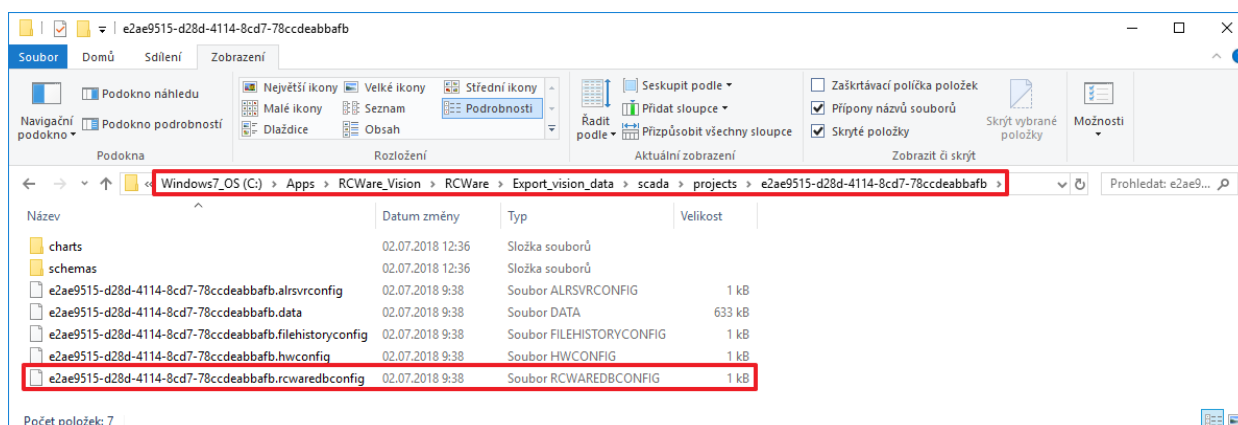 e2ae9515-d28d-4114-8cd7-78ccdeabbafb
Soubor Domů Sdílení Zobrazení
Navigační podokno
Podokno náhledu
Podokno podrobností
Podokna
Největší ikony Velké ikony Střední ikony
Malé ikony Seznam Podrobnosti
Dlaždice Obsah
Rozložení
Řadit podle
Seskupit podle
Přidat sloupce
Přizpůsobit všechny sloupce
Aktuální zobrazení
Zaškrtávací políčka položek
Přípony názvů souborů
Skryté položky
Skrýt vybrané položky
Zobrazit či skrýt
Možnosti
« Windows7_OS (C:) > Apps > RCWare_Vision > RCWare > Export_vision_data > scada > projects > e2ae9515-d28d-4114-8cd7-78ccdeabbafb >
Prohledat: e2ae9...
Název Datum změny Typ Velikost
charts 02.07.2018 12:36 Složka souborů
schemas 02.07.2018 12:36 Složka souborů
e2ae9515-d28d-4114-8cd7-78ccdeabbafb.alrsvrconfig 02.07.2018 9:38 Soubor ALRSVRCONFIG 1 kB
e2ae9515-d28d-4114-8cd7-78ccdeabbafb.data 02.07.2018 9:38 Soubor DATA 633 kB
e2ae9515-d28d-4114-8cd7-78ccdeabbafb.filehistoryconfig 02.07.2018 9:38 Soubor FILEHISTORYCONFIG 1 kB
e2ae9515-d28d-4114-8cd7-78ccdeabbafb.hwconfig 02.07.2018 9:38 Soubor HWCONFIG 1 kB
e2ae9515-d28d-4114-8cd7-78ccdeabbafb.rcwaredbconfig 02.07.2018 9:38 Soubor RCWAREDBCONFIG 1 kB
Počet položek: 7